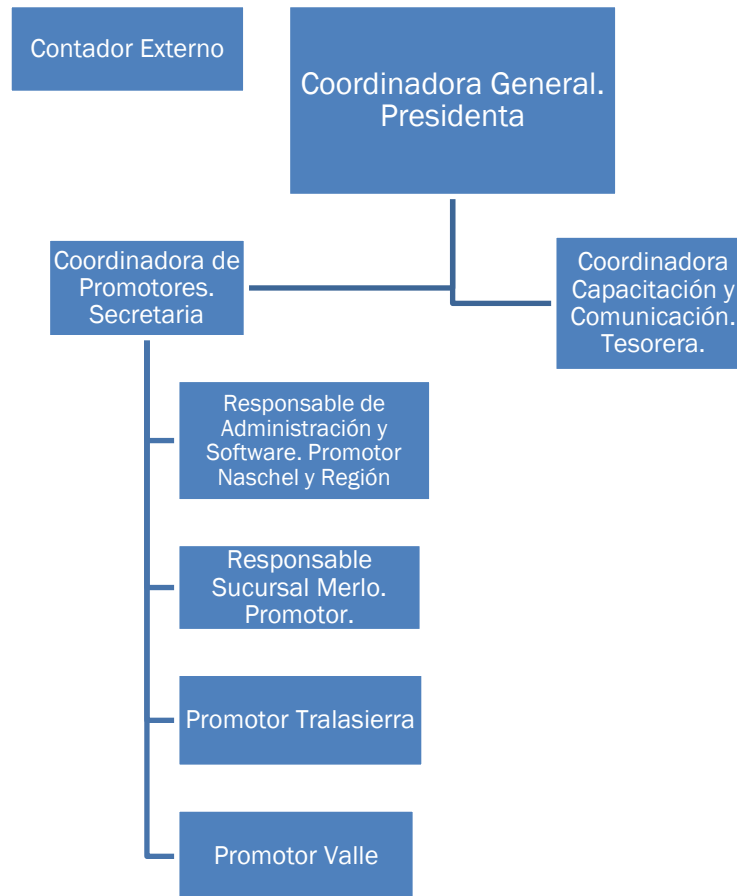 Contador Externo
Coordinadora General.
Presidenta
Coordinadora de
Promotores.
Secretaria
Coordinadora
Capacitación y
Comunicación.
Tesorera.
Responsable de
Administración y
Software. Promotor
Naschel y Región
Responsable
Sucursal Merlo.
Promotor.
Promotor Tralasierra
Promotor Valle